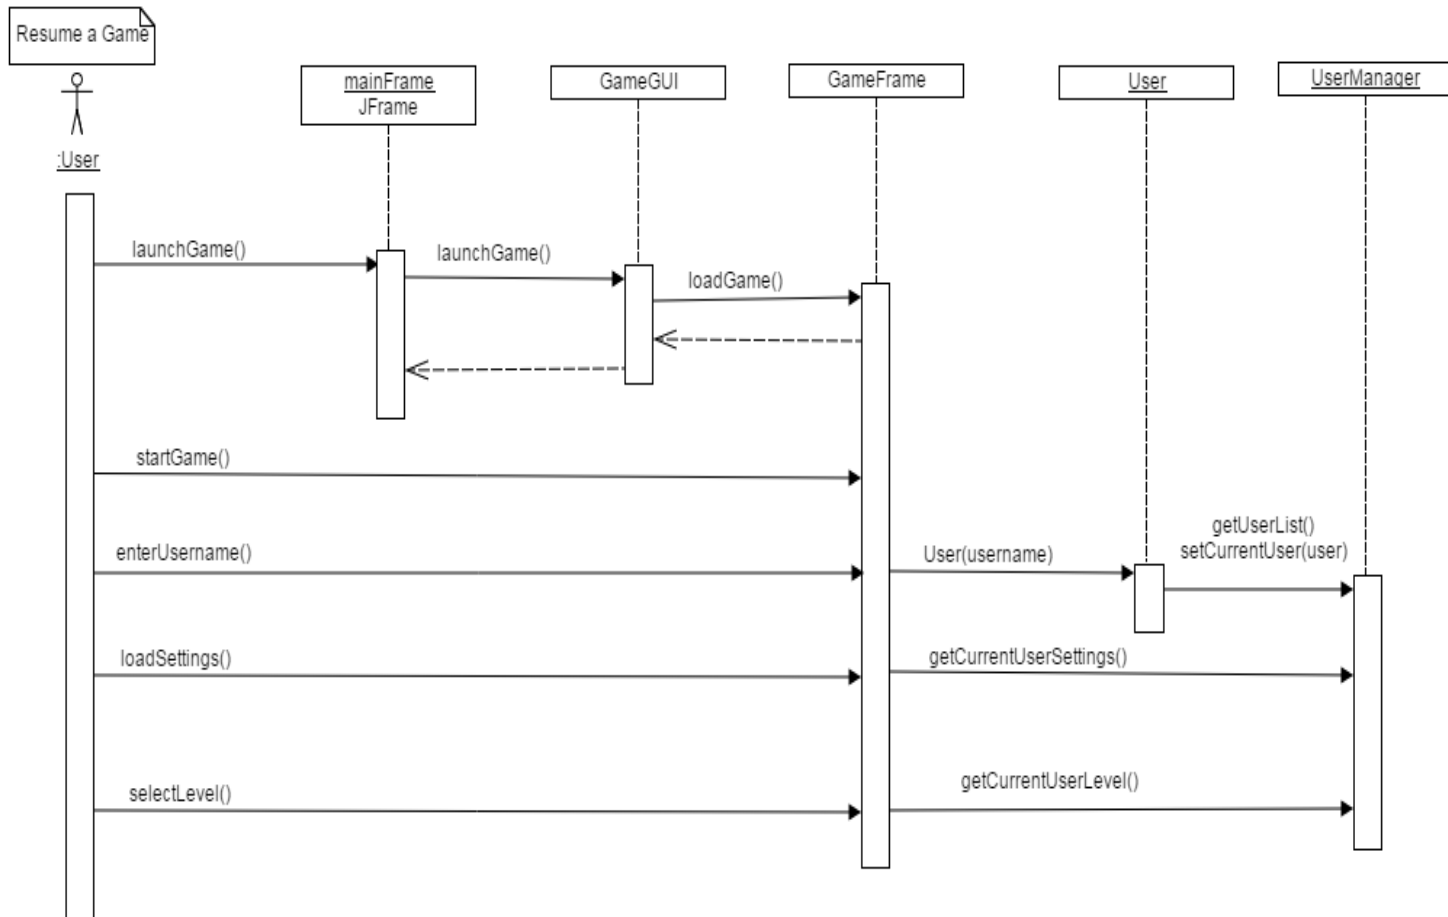 Resume a Game
:User
mainFrame
JFrame
GameGUI
GameFrame
User
UserManager
launchGame()
launchGame()
loadGame()
startGame()
enterUsername()
User(username)
getUserList()
setCurrentUser(user)
loadSettings()
getCurrentUserSettings()
selectLevel()
getCurrentUserLevel()